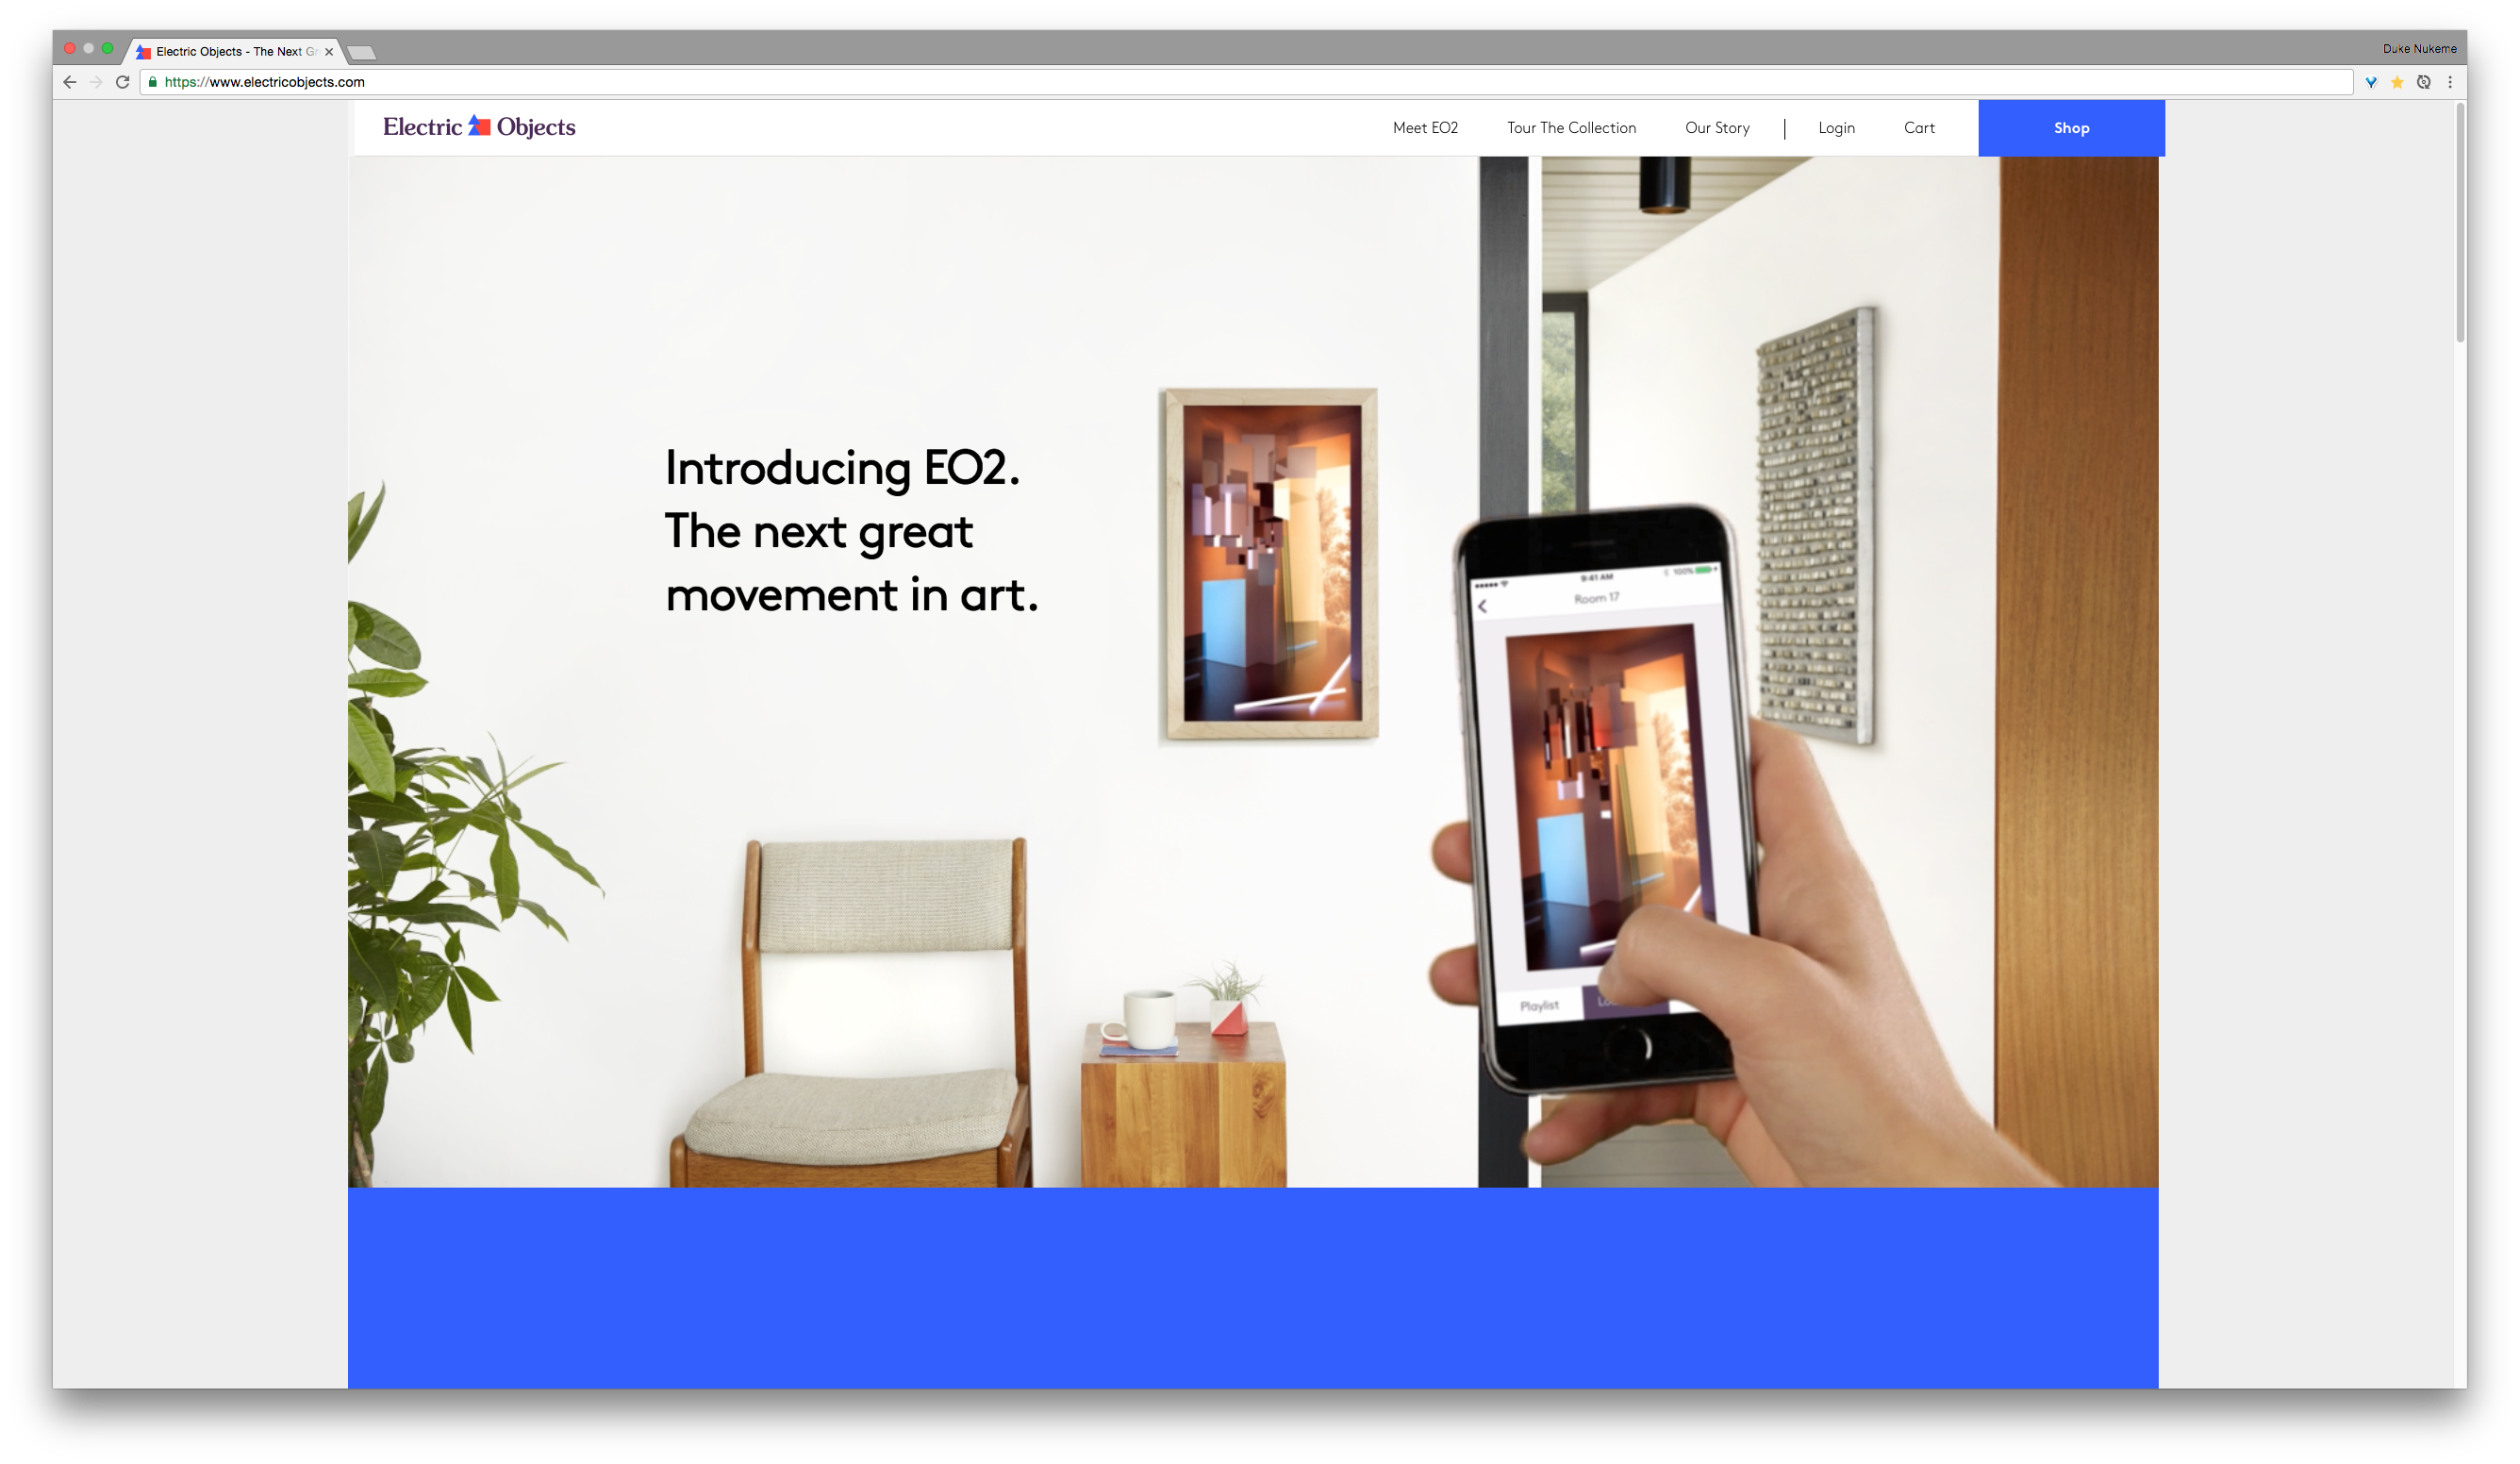 Electric Objects - The Next Gr
Duke Nukeme
https://www.electricobjects.com
Electric Objects
Meet EO2
Tour The Collection
Our Story
Login
Cart
Shop
Introducing EO2.
The next great
movement in art.
9:41 AM
100%
Room 17
Playlist